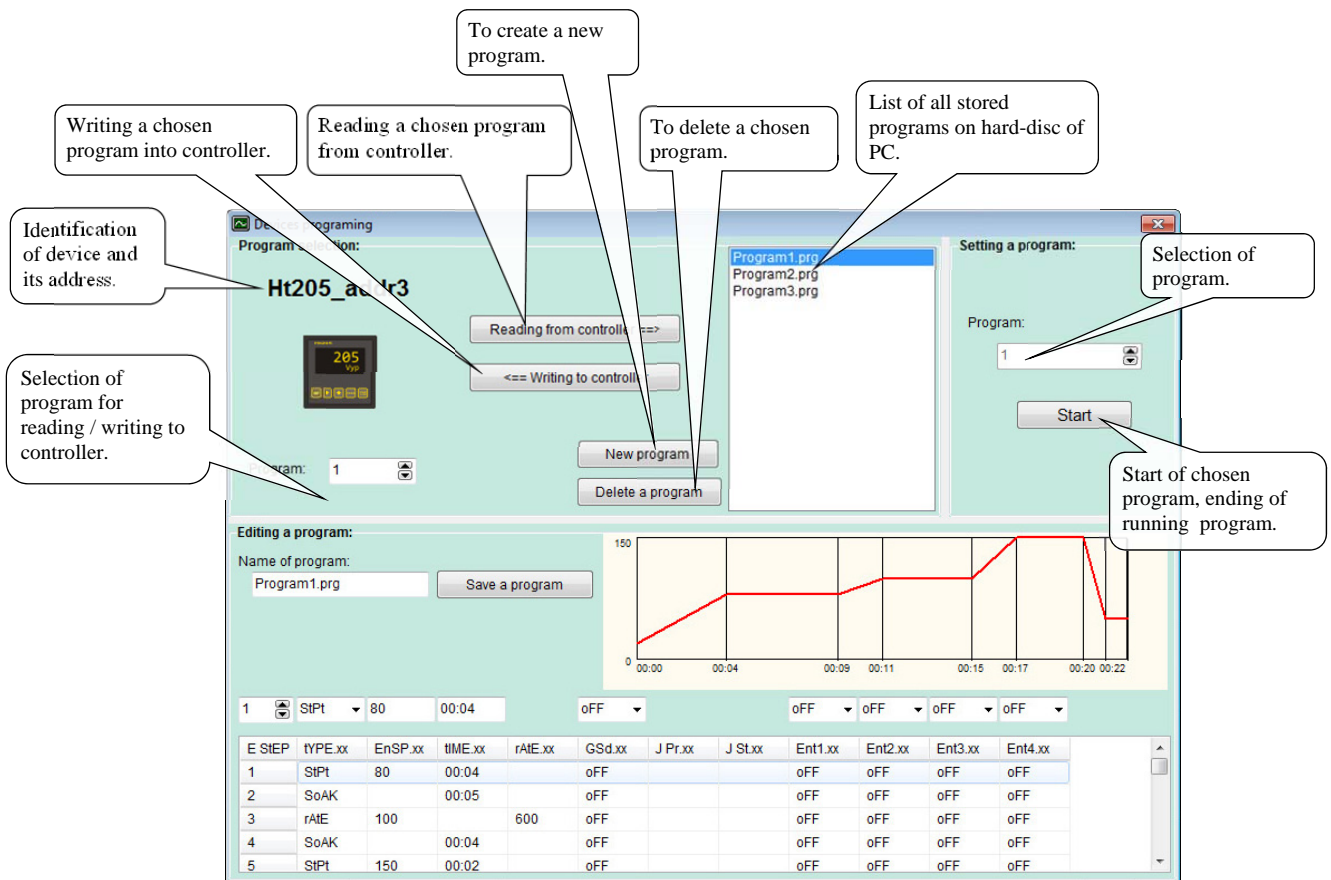 To create a new
program.
Writing a chosen
program into controller.
Reading a chosen program
from controller.
To delete a chosen
program.
List of all stored
programs on hard-disc of
PC.
Identification
of device and
its address.
Selection of
program.
Selection of
program for
reading / writing to
controller.
Start of chosen
program, ending of
running program.
programing
Program selection:
Ht205_addr3
205
Vyp
Reading from controller ==>
<== Writing to controller
Program:
1
New program
Delete a program
Program1.prg
Program2.prg
Program3.prg
Setting a program:
Program:
1
Start
Editing a program:
Name of program:
Program1.prg
Save a program
150
0
00:00 00:04 00:09 00:11 00:15 00:17 00:20 00:22
1 StPt 80 00:04 oFF oFF oFF oFF oFF
E StEP tYPE.xx EnSP.xx tIME.xx rAtE.xx GSd.xx J Pr.xx J St.xx Ent1.xx Ent2.xx Ent3.xx Ent4.xx
1 StPt 80 00:04 oFF oFF oFF oFF oFF
2 SoAK 00:05 oFF oFF oFF oFF oFF
3 rAtE 100 600 oFF oFF oFF oFF oFF
4 SoAK 00:04 oFF oFF oFF oFF oFF
5 StPt 150 00:02 oFF oFF oFF oFF oFF